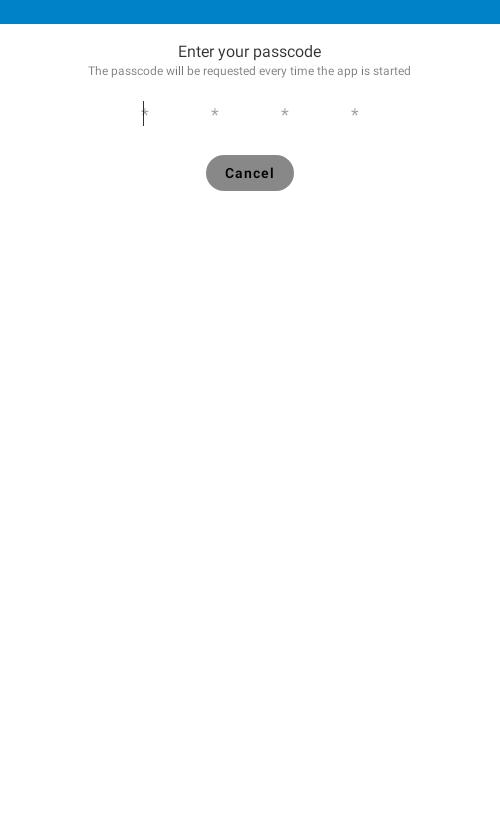 Enter your passcode
The passcode will be requested every time the app is started
* * * *
Cancel